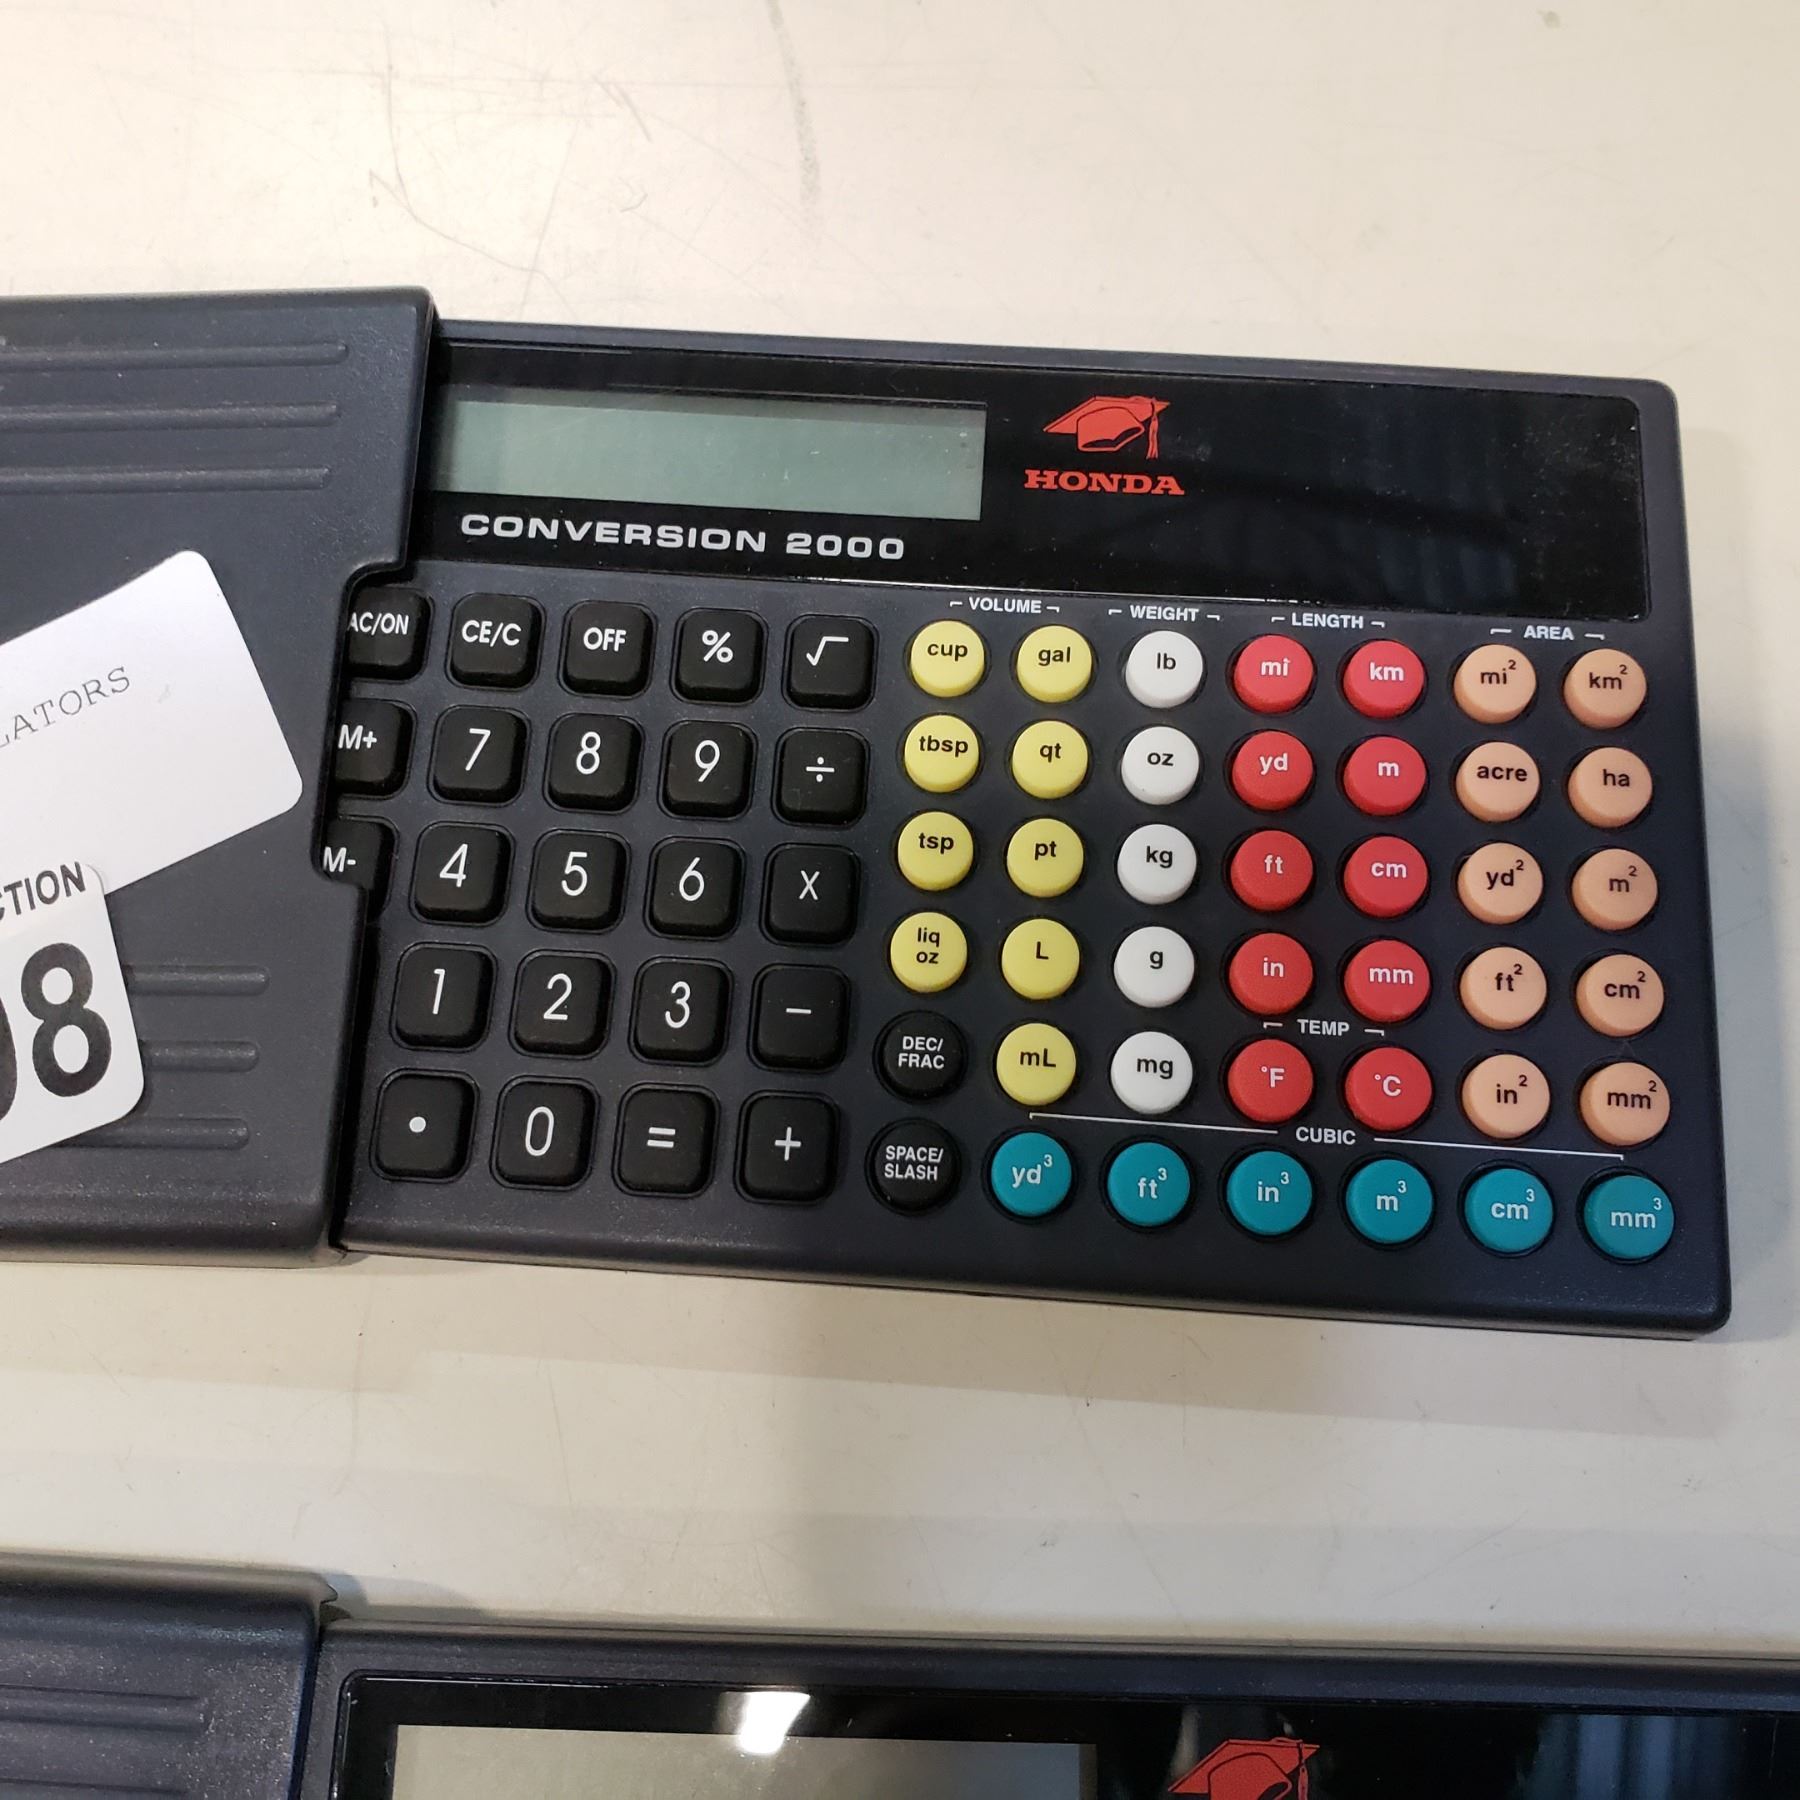 HONDA
CONVERSION 2000
VOLUME WEIGHT LENGTH AREA
AC/ON CE/C OFF % √ cup gal lb mi km mi² km²
M+ 7 8 9 ÷ tbsp qt oz yd m acre ha
M- 4 5 6 X tsp pt kg ft cm yd² m²
1 2 3 − liq oz L g in mm ft² cm²
TEMP
• 0 = + DEC/FRAC mL mg °F °C in² mm²
CUBIC
SPACE/SLASH yd³ ft³ in³ m³ cm³ mm³
LATORS
CTION
08